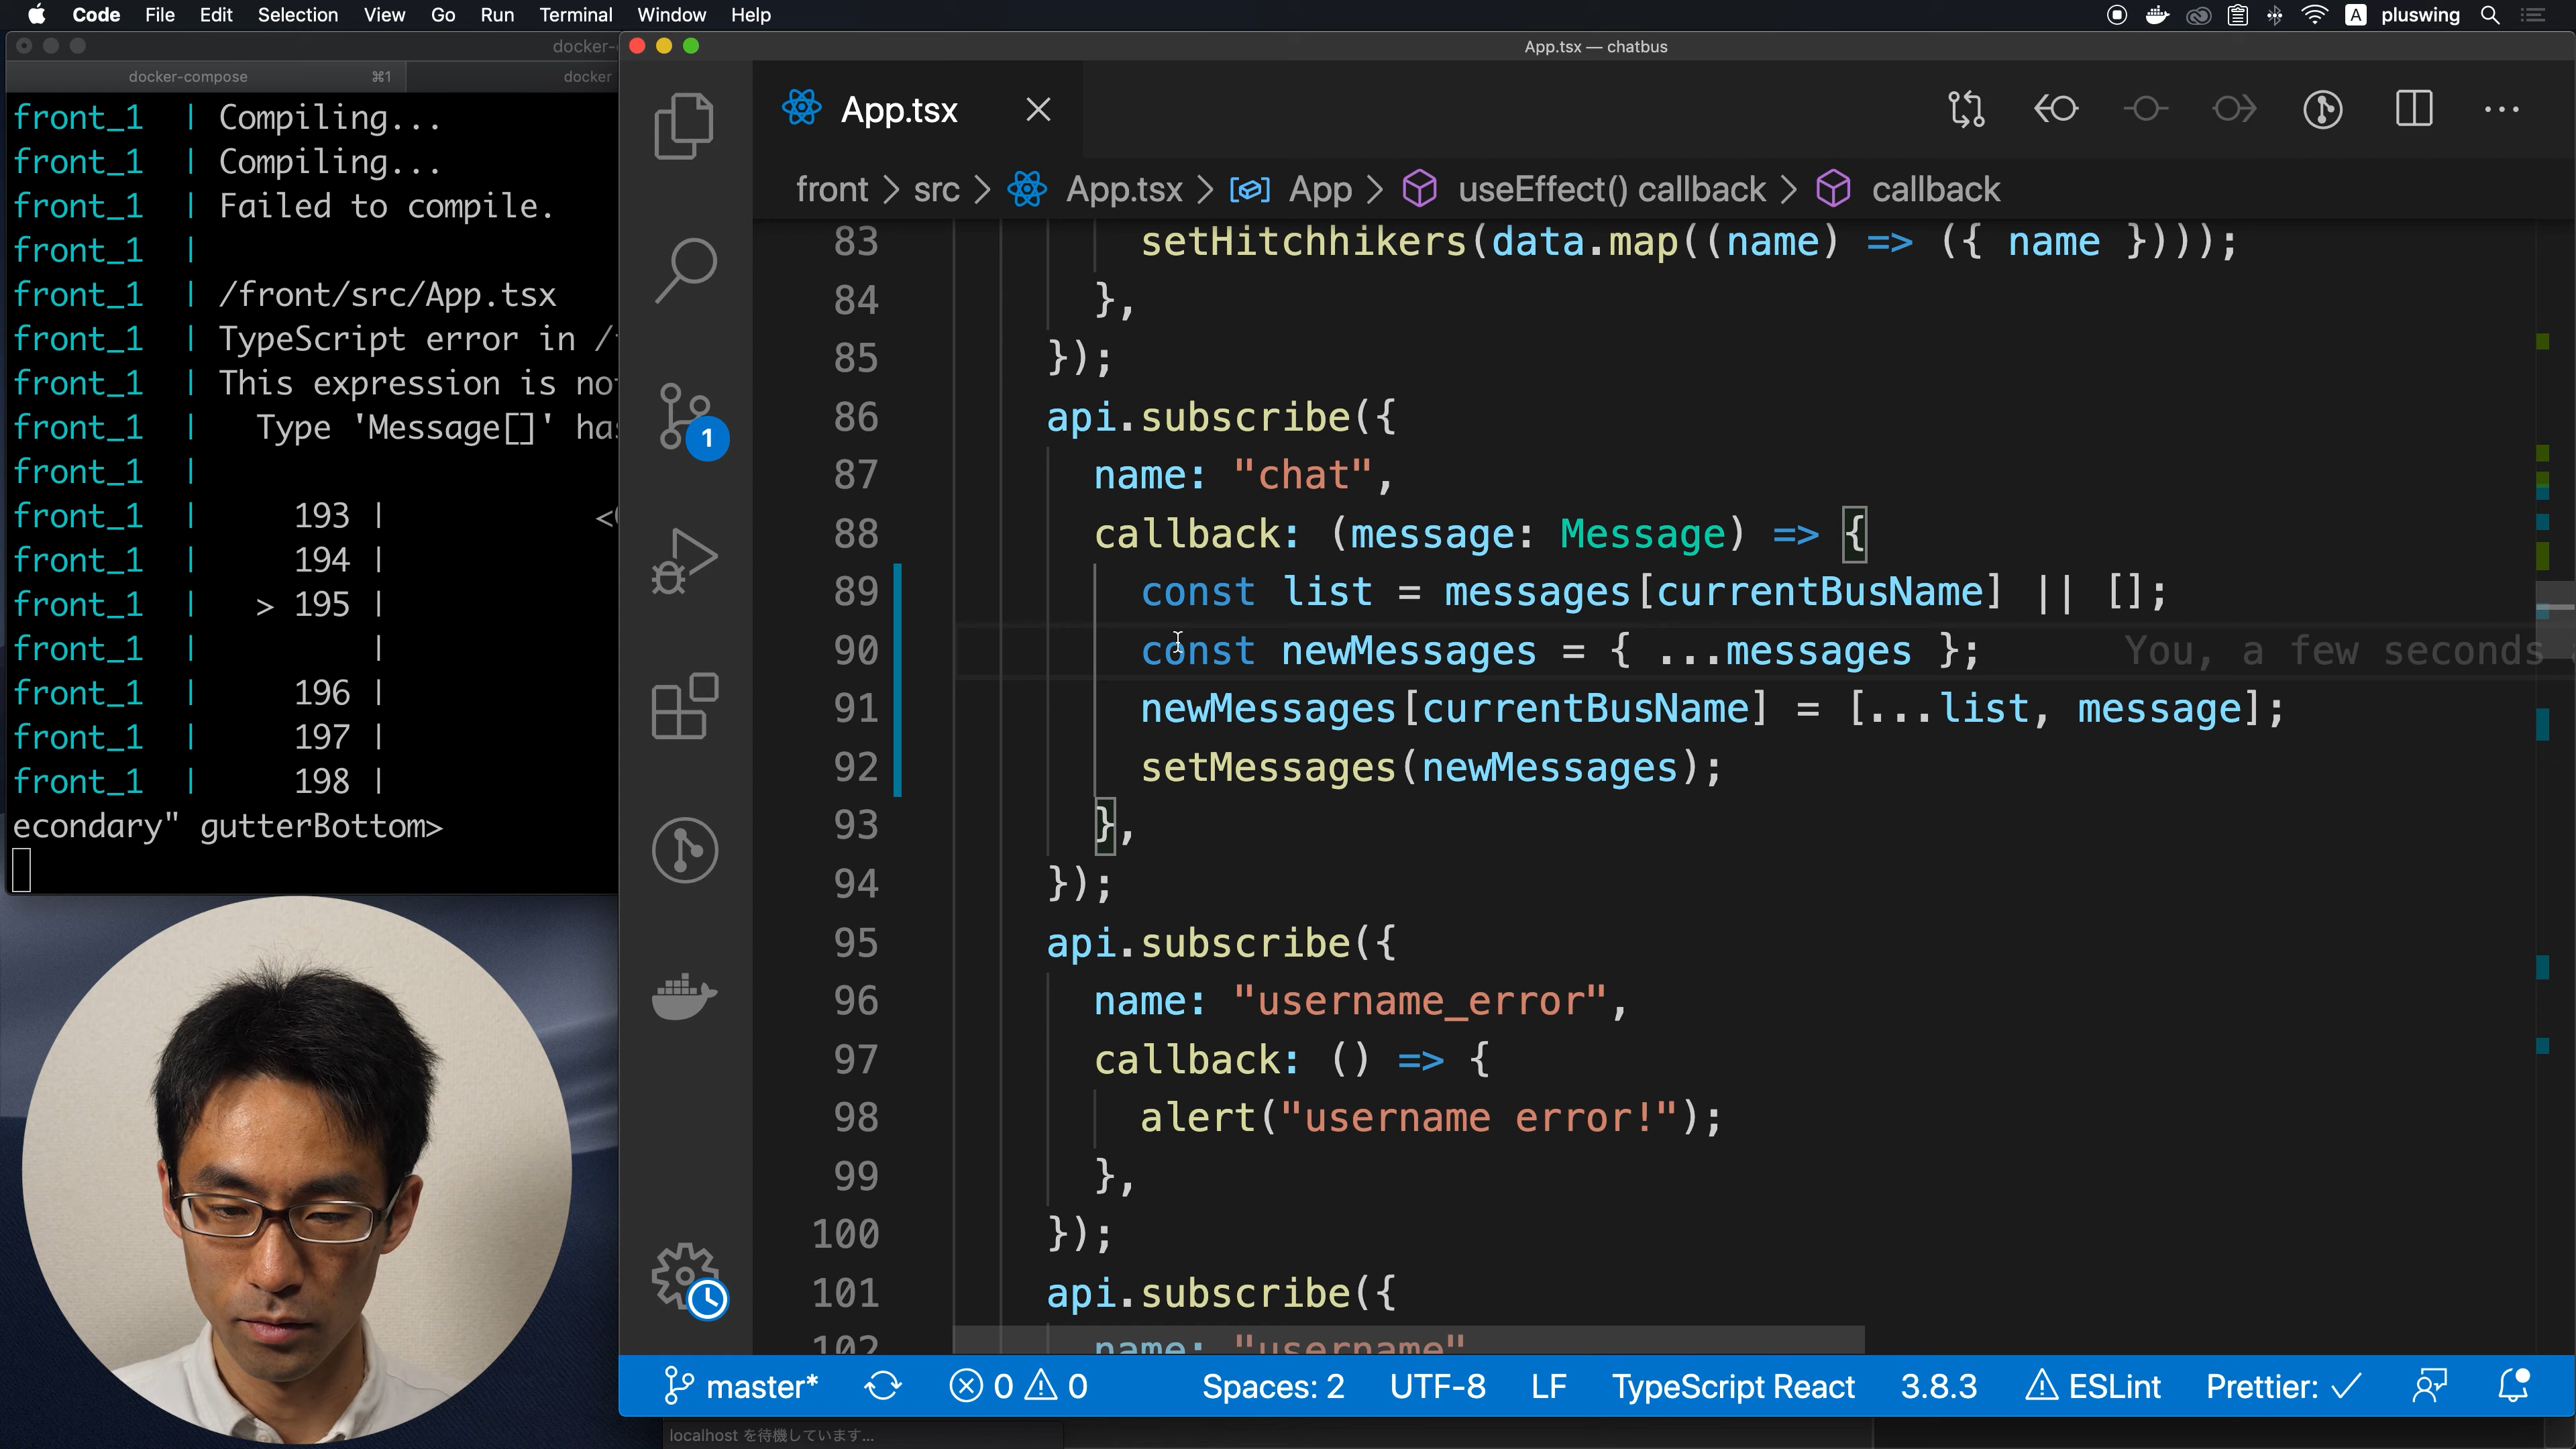 Code File Edit Selection View Go Run Terminal Window Help
A pluswing
docker-
App.tsx — chatbus
docker-compose ⌘1 docker
front_1 | Compiling...
front_1 | Compiling...
front_1 | Failed to compile.
front_1 |
front_1 | /front/src/App.tsx
front_1 | TypeScript error in /
front_1 | This expression is no
front_1 | Type 'Message[]' ha
front_1 |
front_1 | 193 | <
front_1 | 194 |
front_1 | > 195 |
front_1 | |
front_1 | 196 |
front_1 | 197 |
front_1 | 198 |
econdary" gutterBottom>
App.tsx
front > src > App.tsx > App > useEffect() callback > callback
83 setHitchhikers(data.map((name) => ({ name })));
84 },
85 });
86 api.subscribe({
87 name: "chat",
88 callback: (message: Message) => {
89 const list = messages[currentBusName] || [];
90 const newMessages = { ...messages }; You, a few seconds
91 newMessages[currentBusName] = [...list, message];
92 setMessages(newMessages);
93 },
94 });
95 api.subscribe({
96 name: "username_error",
97 callback: () => {
98 alert("username error!");
99 },
100 });
101 api.subscribe({
102 name: "username"
1
master* 0 0 Spaces: 2 UTF-8 LF TypeScript React 3.8.3 ESLint Prettier: ✓
localhost を待機しています...